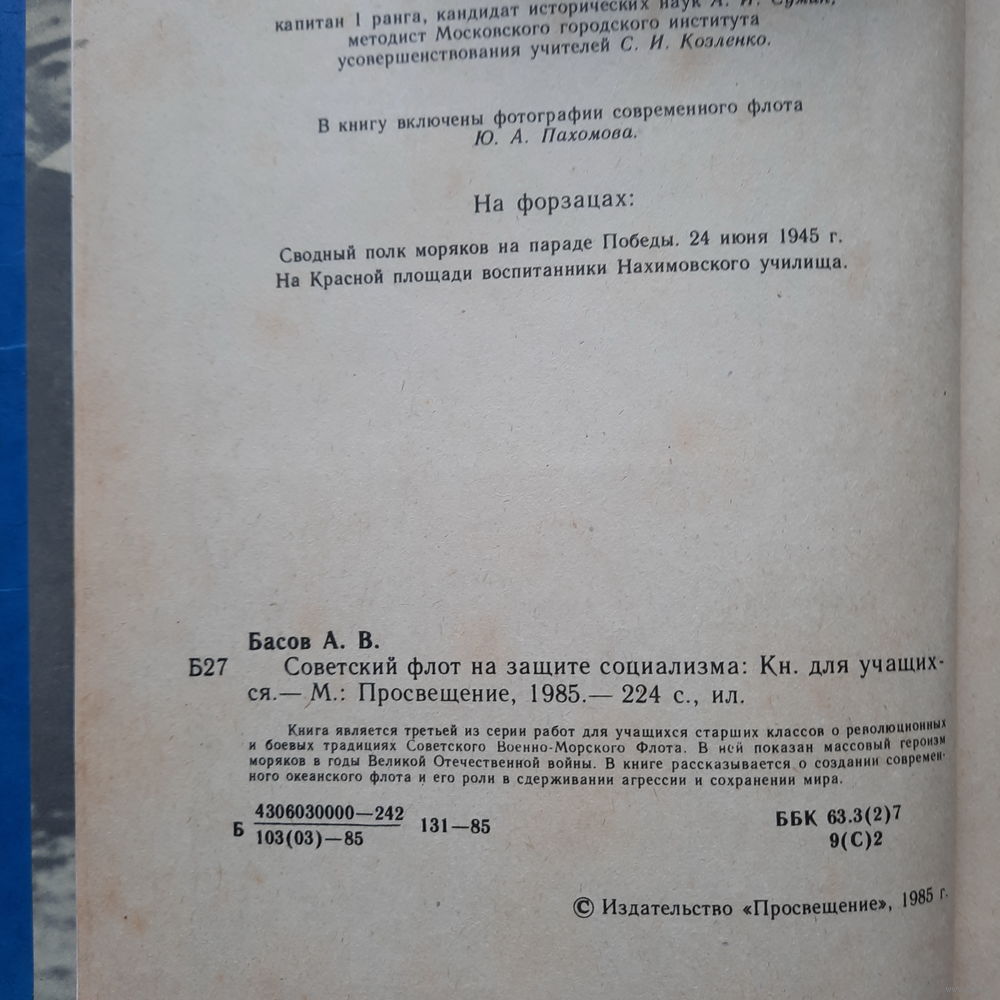 капитан 1 ранга, кандидат исторических наук А.
методист Московского городского института
усовершенствования учителей С. И. Козленко.
В книгу включены фотографии современного флота
Ю. А. Пахомова.
На форзацах:
Сводный полк моряков на параде Победы. 24 июня 1945 г.
На Красной площади воспитанники Нахимовского училища.
Басов А. В.
Б27 Советский флот на защите социализма: Кн. для учащих-
ся.— М.: Просвещение, 1985.— 224 с., ил.
Книга является третьей из серии работ для учащихся старших классов о революционных
и боевых традициях Советского Военно-Морского Флота. В ней показан массовый героизм
моряков в годы Великой Отечественной войны. В книге рассказывается о создании современ-
ного океанского флота и его роли в сдерживании агрессии и сохранении мира.
Б 4306030000—242
103(03)—85 131—85
ББК 63.3(2)7
9(С)2
© Издательство «Просвещение», 1985 г.